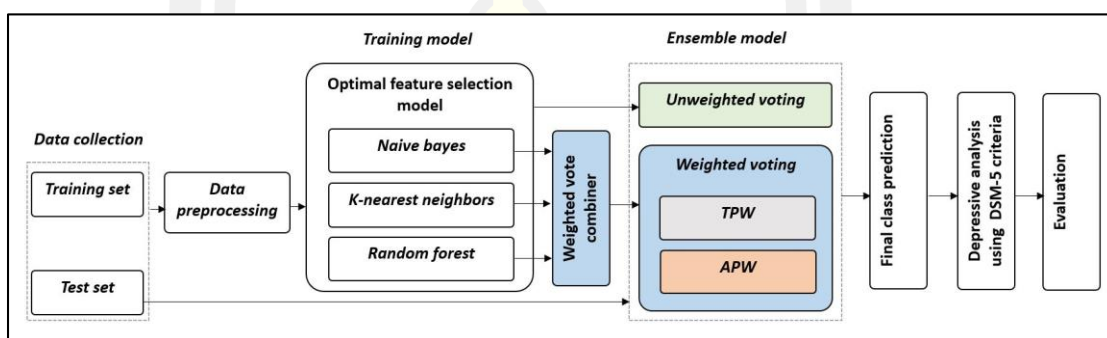 Training model
Ensemble model
Data collection
Training set
Test set
Data
preprocessing
Optimal feature selection
model
Naive bayes
K-nearest neighbors
Random forest
Weighted vote
combiner
Unweighted voting
Weighted voting
TPW
APW
Final class prediction
Depressive analysis
using DSM-5 criteria
Evaluation